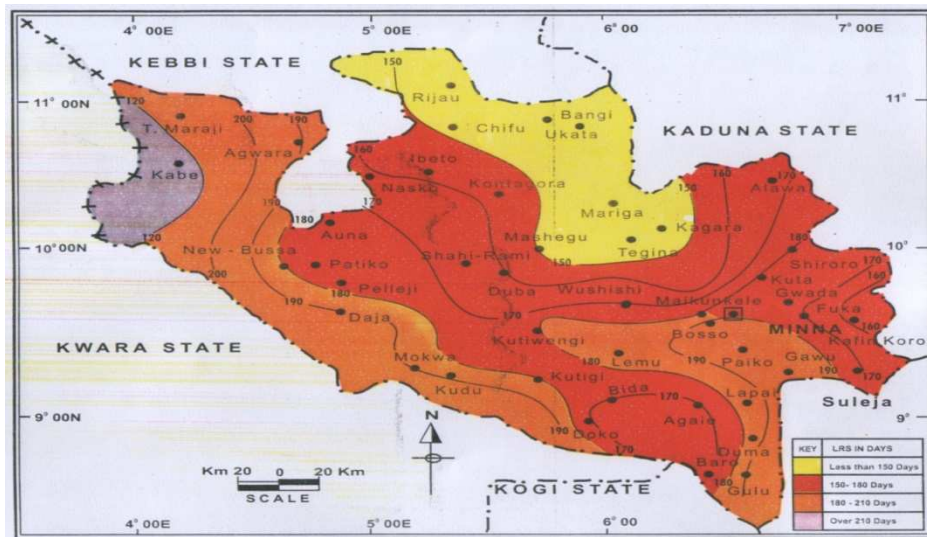 4° 00E
5° 00E
6° 00
7° 00E
KEBBI STATE
150
Rijau
11° 00N
120
11°
T. Maraji
200
190
Bangi
Chifu
Ukata
KADUNA STATE
Agwara
160
Ubeto
150
160
170
Kabe
Nasko
Alawa
Kontagora
170
190
Mariga
180
Kagara
120
Auna
Mashegu
Tegina
180
10° 00N
New - Bussa
150
10°
Shahi-Rami
Shiroro
170
200
Patiko
Kuta
160
Duba
Wushishi
Gwada
Pelleji
180
Maikunkele
Fuka
190
170
Daja
Bosso
MINNA
160
Kutiwengi
KWARA STATE
180
190
Paiko
Kafin Koro
Mokwa
Lemu
Gawu
190
170
Kudu
Kutigi
Bida
Lapai
Suleja
170
9° 00N
Agaie
9°
N
190
Doko
170
Duma
KEY
LRS IN DAYS
Baro
Km 20 0 20 Km
Less than 150 Days
SCALE
180
Gulu
150- 180 Days
KOGI STATE
180 - 210 Days
Over 210 Days
4° 00E
5° 00E
6° 00